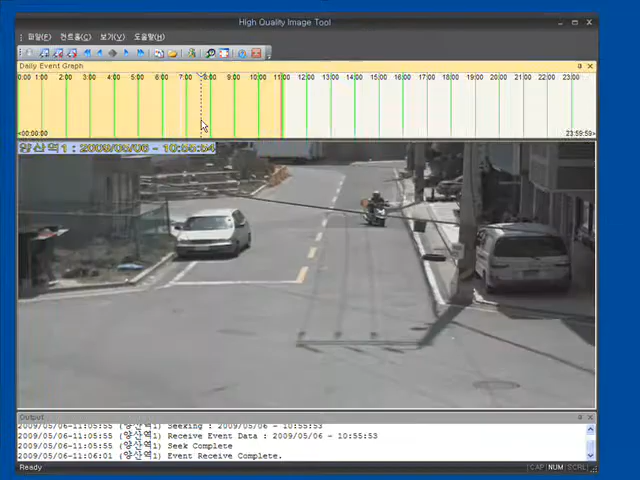 High Quality Image Tool
파일(F) 컨트롤(C) 보기(V) 도움말(H)
Daily Event Graph
0:00 1:00 2:00 3:00 4:00 5:00 6:00 7:00 8:00 9:00 10:00 11:00 12:00 13:00 14:00 15:00 16:00 17:00 18:00 19:00 20:00 21:00 22:00 23:00
<00:00:00 23:59:59>
양산역1 : 2009/05/06 - 10:55:54
Output
2009/05/06-11:05:55 (양산역1) Seeking : 2009/05/06 - 10:55:53
2009/05/06-11:05:55 (양산역1) Receive Event Data : 2009/05/06 - 10:55:53
2009/05/06-11:05:55 (양산역1) Seek Complete
2009/05/06-11:06:01 (양산역1) Event Receive Complete.
Ready CAP NUM SCRL